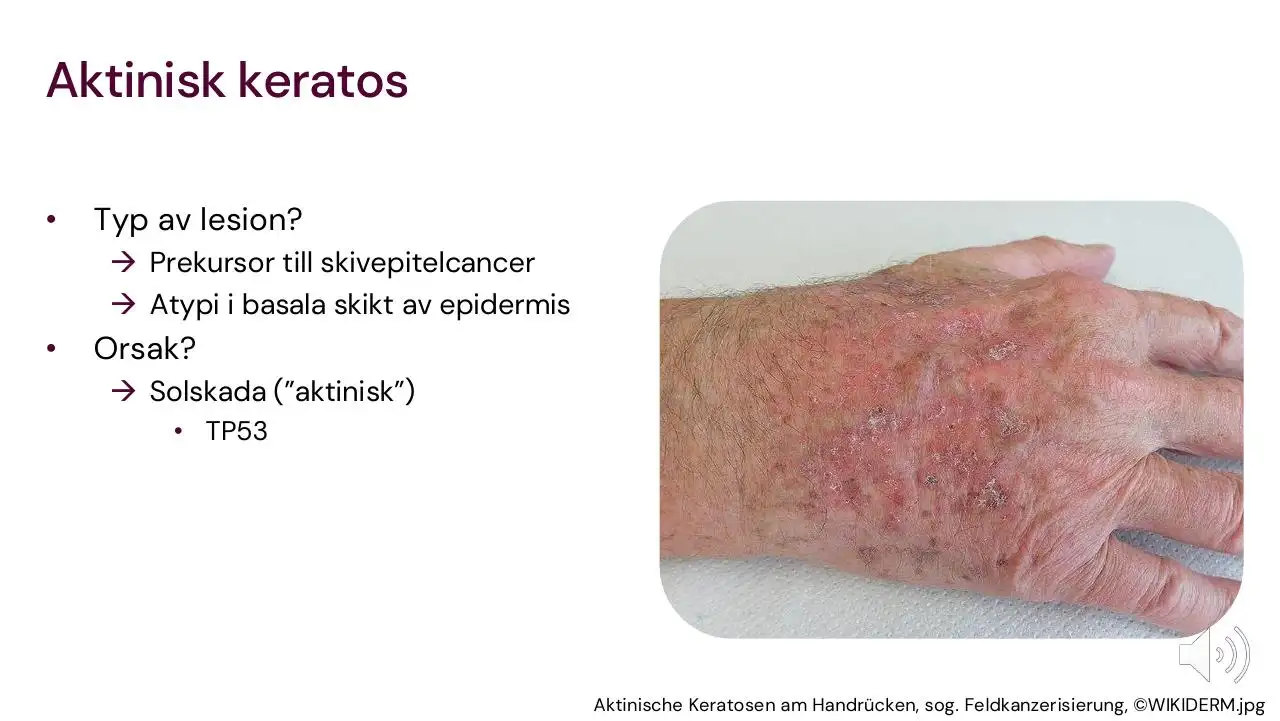 Aktinisk keratos
• Typ av lesion?
→ Prekursor till skivepitelcancer
→ Atypi i basala skikt av epidermis
• Orsak?
→ Solskada (”aktinisk”)
• TP53
Aktinische Keratosen am Handrücken, sog. Feldkanzerisierung, ©WIKIDERM.jpg